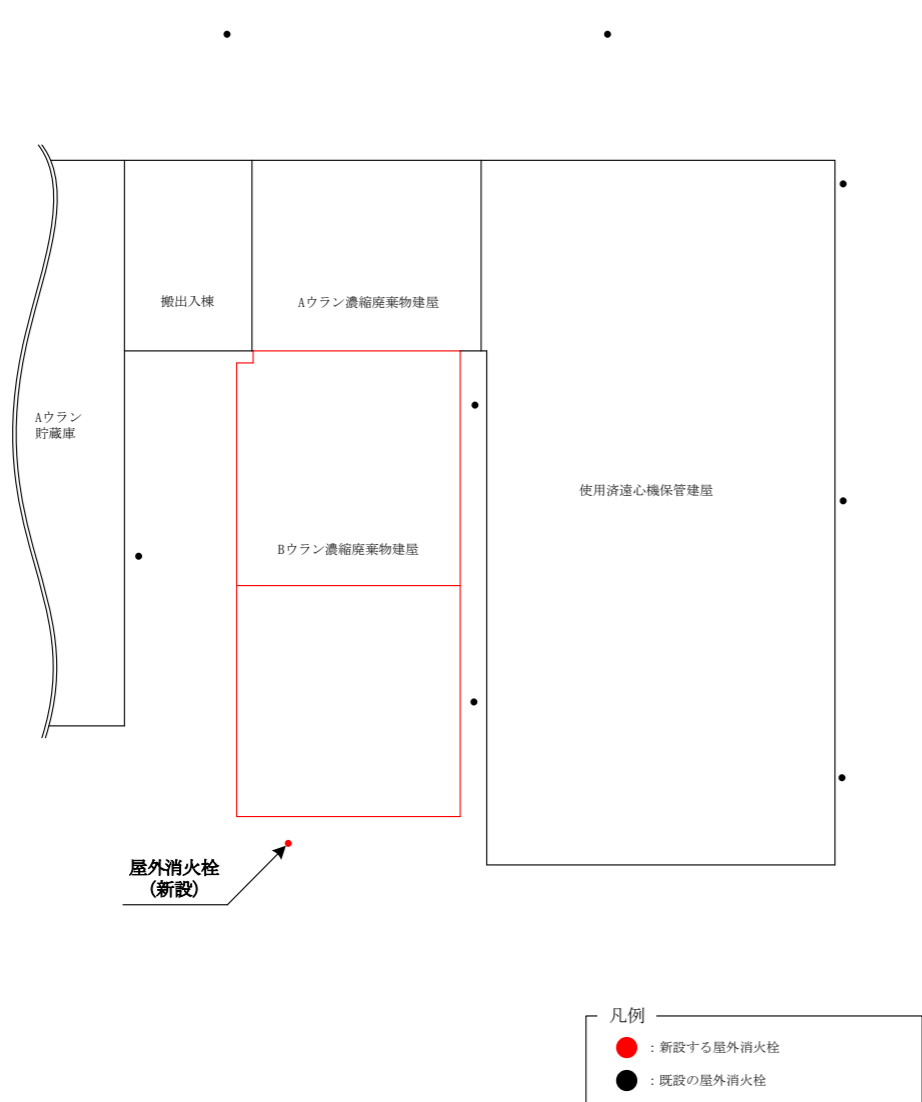 搬出入棟
Aウラン濃縮廃棄物建屋
Aウラン
貯蔵庫
使用済遠心機保管建屋
Bウラン濃縮廃棄物建屋
屋外消火栓
(新設)
凡例
：新設する屋外消火栓
：既設の屋外消火栓